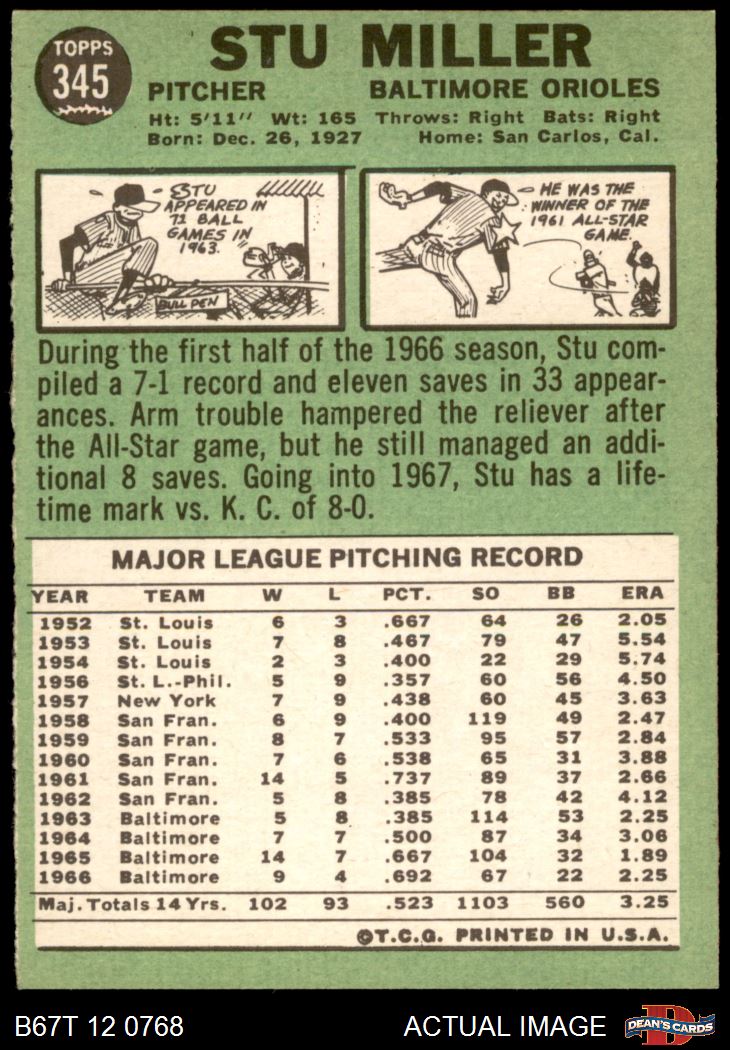 TOPPS
345
STU MILLER
PITCHER BALTIMORE ORIOLES
Ht: 5'11" Wt: 165 Throws: Right Bats: Right
Born: Dec. 26, 1927 Home: San Carlos, Cal.
STU
APPEARED IN
71 BALL
GAMES IN
1963.
BULL PEN
HE WAS THE
WINNER OF THE
1961 ALL-STAR
GAME.
During the first half of the 1966 season, Stu com-
piled a 7-1 record and eleven saves in 33 appear-
ances. Arm trouble hampered the reliever after
the All-Star game, but he still managed an addi-
tional 8 saves. Going into 1967, Stu has a life-
time mark vs. K. C. of 8-0.
MAJOR LEAGUE PITCHING RECORD
YEAR TEAM W L PCT. SO BB ERA
1952 St. Louis 6 3 .667 64 26 2.05
1953 St. Louis 7 8 .467 79 47 5.54
1954 St. Louis 2 3 .400 22 29 5.74
1956 St. L.-Phil. 5 9 .357 60 56 4.50
1957 New York 7 9 .438 60 45 3.63
1958 San Fran. 6 9 .400 119 49 2.47
1959 San Fran. 8 7 .533 95 57 2.84
1960 San Fran. 7 6 .538 65 31 3.88
1961 San Fran. 14 5 .737 89 37 2.66
1962 San Fran. 5 8 .385 78 42 4.12
1963 Baltimore 5 8 .385 114 53 2.25
1964 Baltimore 7 7 .500 87 34 3.06
1965 Baltimore 14 7 .667 104 32 1.89
1966 Baltimore 9 4 .692 67 22 2.25
Maj. Totals 14 Yrs. 102 93 .523 1103 560 3.25
©T.C.G. PRINTED IN U.S.A.
B67T 12 0768 ACTUAL IMAGE
D
DEAN'S CARDS